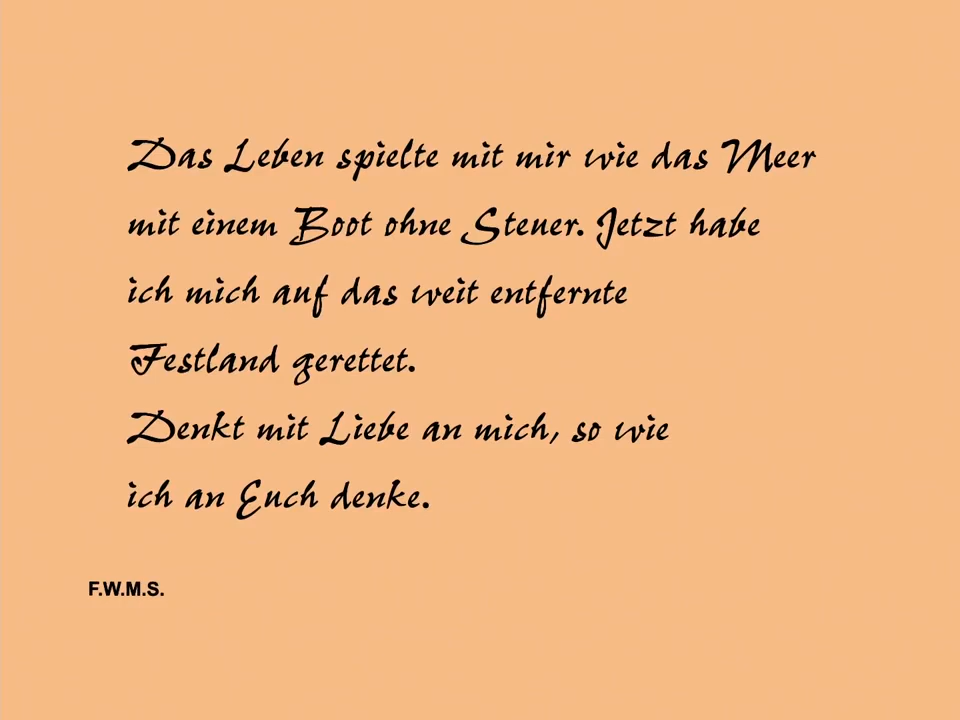 Das Leben spielte mit mir wie das Meer
mit einem Boot ohne Steuer. Jetzt habe
ich mich auf das weit entfernte
Festland gerettet.
Denkt mit Liebe an mich, so wie
ich an Euch denke.
F.W.M.S.